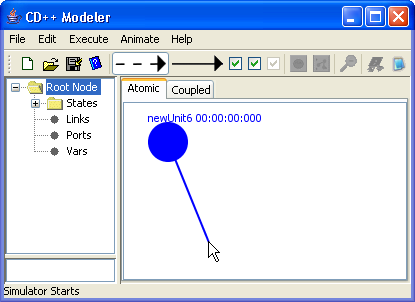 CD++ Modeler
File Edit Execute Animate Help
Root Node
States
Links
Ports
Vars
Atomic Coupled
newUnit6 00:00:00:000
Simulator Starts